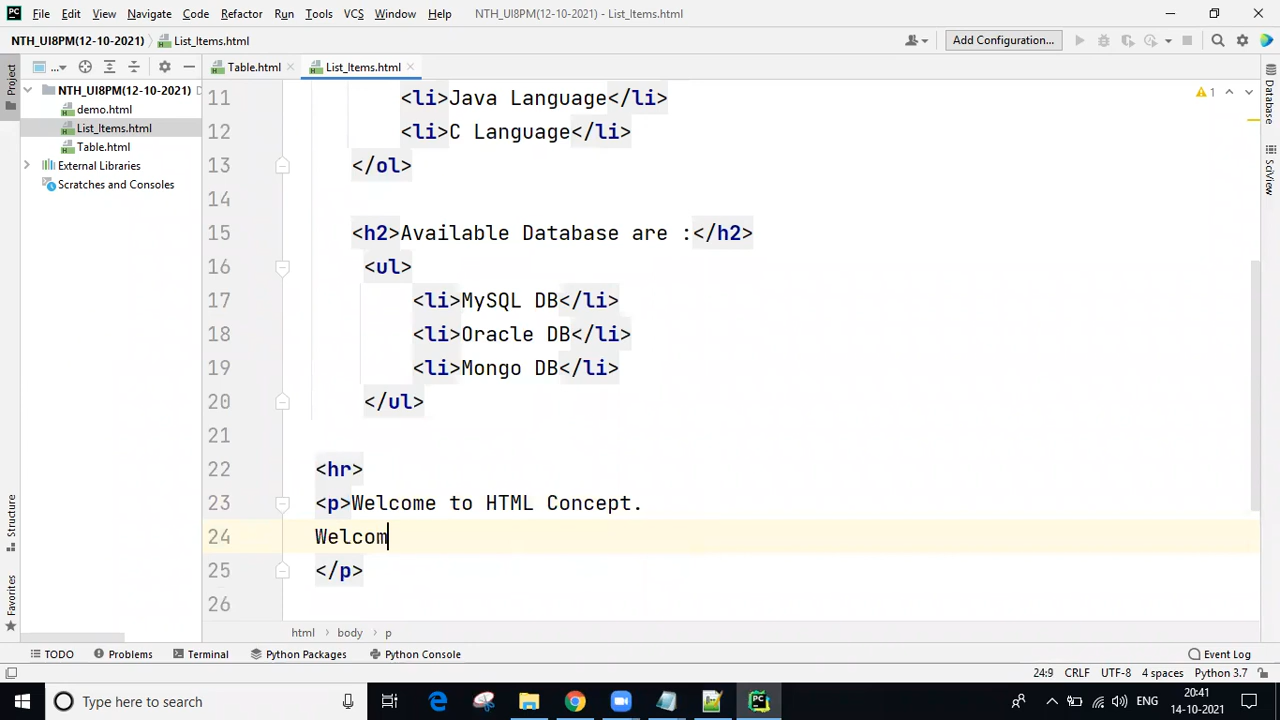 PC File Edit View Navigate Code Refactor Run Tools VCS Window Help NTH_UI8PM(12-10-2021) - List_Items.html
NTH_UI8PM(12-10-2021) List_Items.html Add Configuration...
Project ... Table.html List_Items.html Database
NTH_UI8PM(12-10-2021) D
demo.html
List_Items.html
Table.html
External Libraries
Scratches and Consoles
SciView
Structure
Favorites
1
11 <li>Java Language</li>
12 <li>C Language</li>
13 </ol>
14
15 <h2>Available Database are :</h2>
16 <ul>
17 <li>MySQL DB</li>
18 <li>Oracle DB</li>
19 <li>Mongo DB</li>
20 </ul>
21
22 <hr>
23 <p>Welcome to HTML Concept.
24 Welcom
25 </p>
26
html body p
TODO Problems Terminal Python Packages Python Console Event Log
24:9 CRLF UTF-8 4 spaces Python 3.7
Type here to search ENG 20:41
14-10-2021